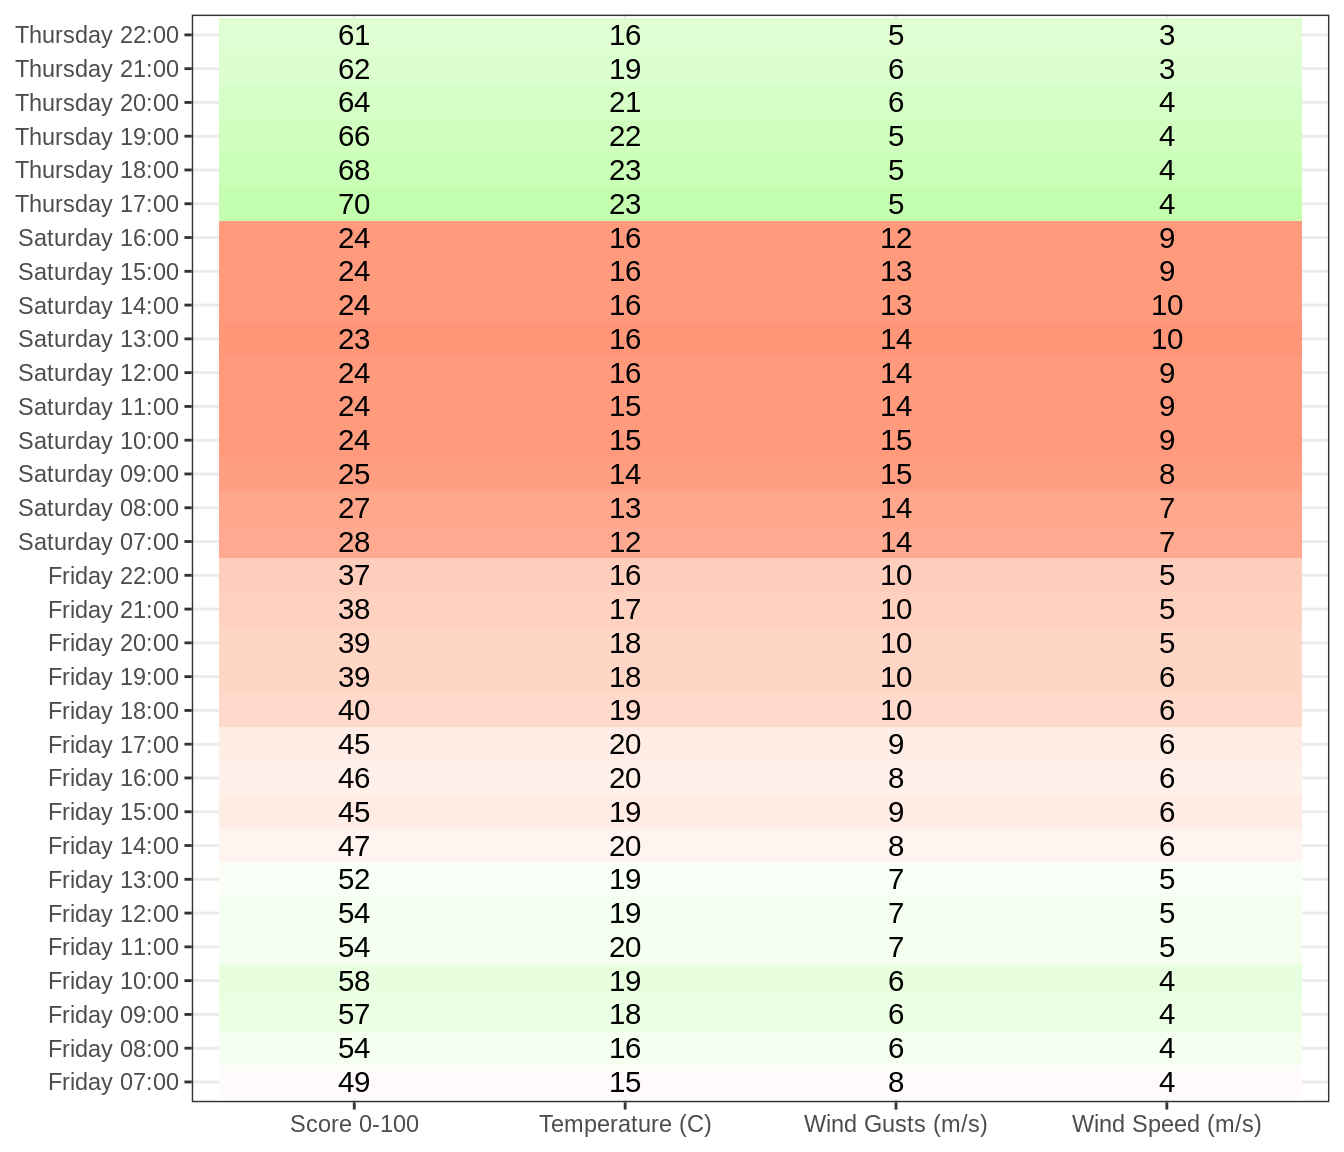 Thursday 22:00 61 16 5 3
Thursday 21:00 62 19 6 3
Thursday 20:00 64 21 6 4
Thursday 19:00 66 22 5 4
Thursday 18:00 68 23 5 4
Thursday 17:00 70 23 5 4
Saturday 16:00 24 16 12 9
Saturday 15:00 24 16 13 9
Saturday 14:00 24 16 13 10
Saturday 13:00 23 16 14 10
Saturday 12:00 24 16 14 9
Saturday 11:00 24 15 14 9
Saturday 10:00 24 15 15 9
Saturday 09:00 25 14 15 8
Saturday 08:00 27 13 14 7
Saturday 07:00 28 12 14 7
Friday 22:00 37 16 10 5
Friday 21:00 38 17 10 5
Friday 20:00 39 18 10 5
Friday 19:00 39 18 10 6
Friday 18:00 40 19 10 6
Friday 17:00 45 20 9 6
Friday 16:00 46 20 8 6
Friday 15:00 45 19 9 6
Friday 14:00 47 20 8 6
Friday 13:00 52 19 7 5
Friday 12:00 54 19 7 5
Friday 11:00 54 20 7 5
Friday 10:00 58 19 6 4
Friday 09:00 57 18 6 4
Friday 08:00 54 16 6 4
Friday 07:00 49 15 8 4
Score 0-100 Temperature (C) Wind Gusts (m/s) Wind Speed (m/s)